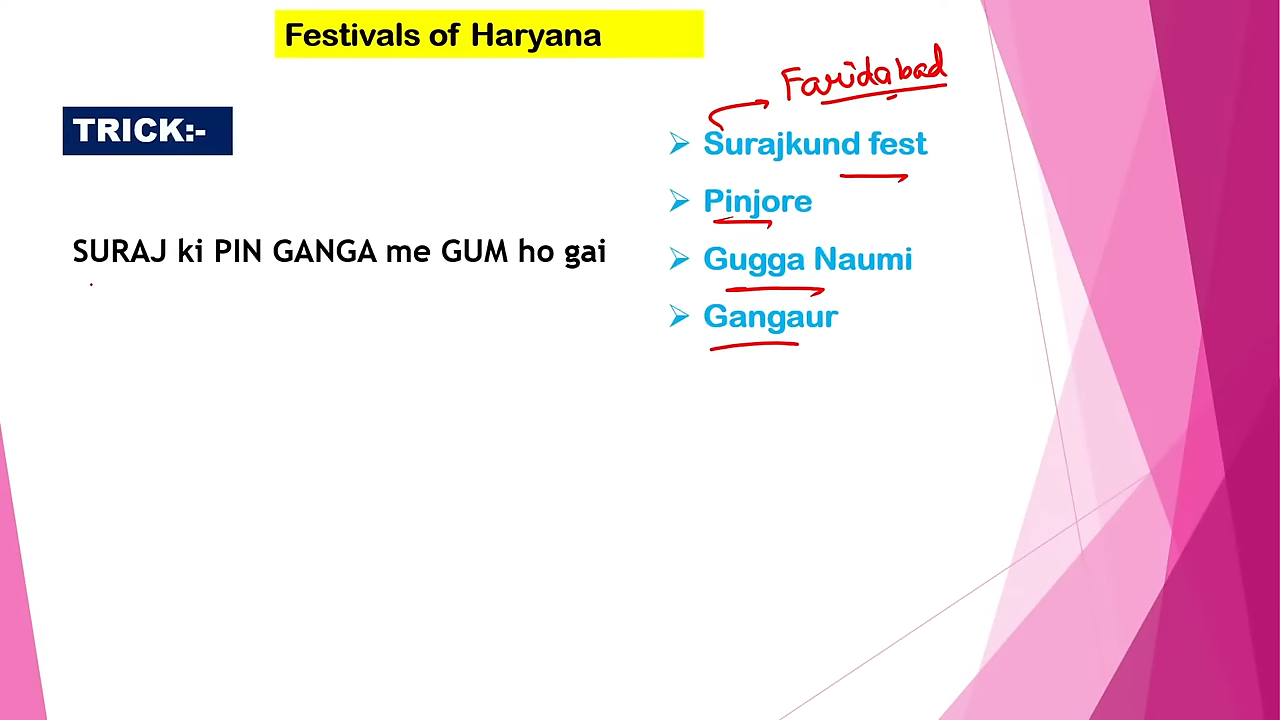 Festivals of Haryana
Faridabad
TRICK:-
Surajkund fest
Pinjore
SURAJ ki PIN GANGA me GUM ho gai
Gugga Naumi
Gangaur